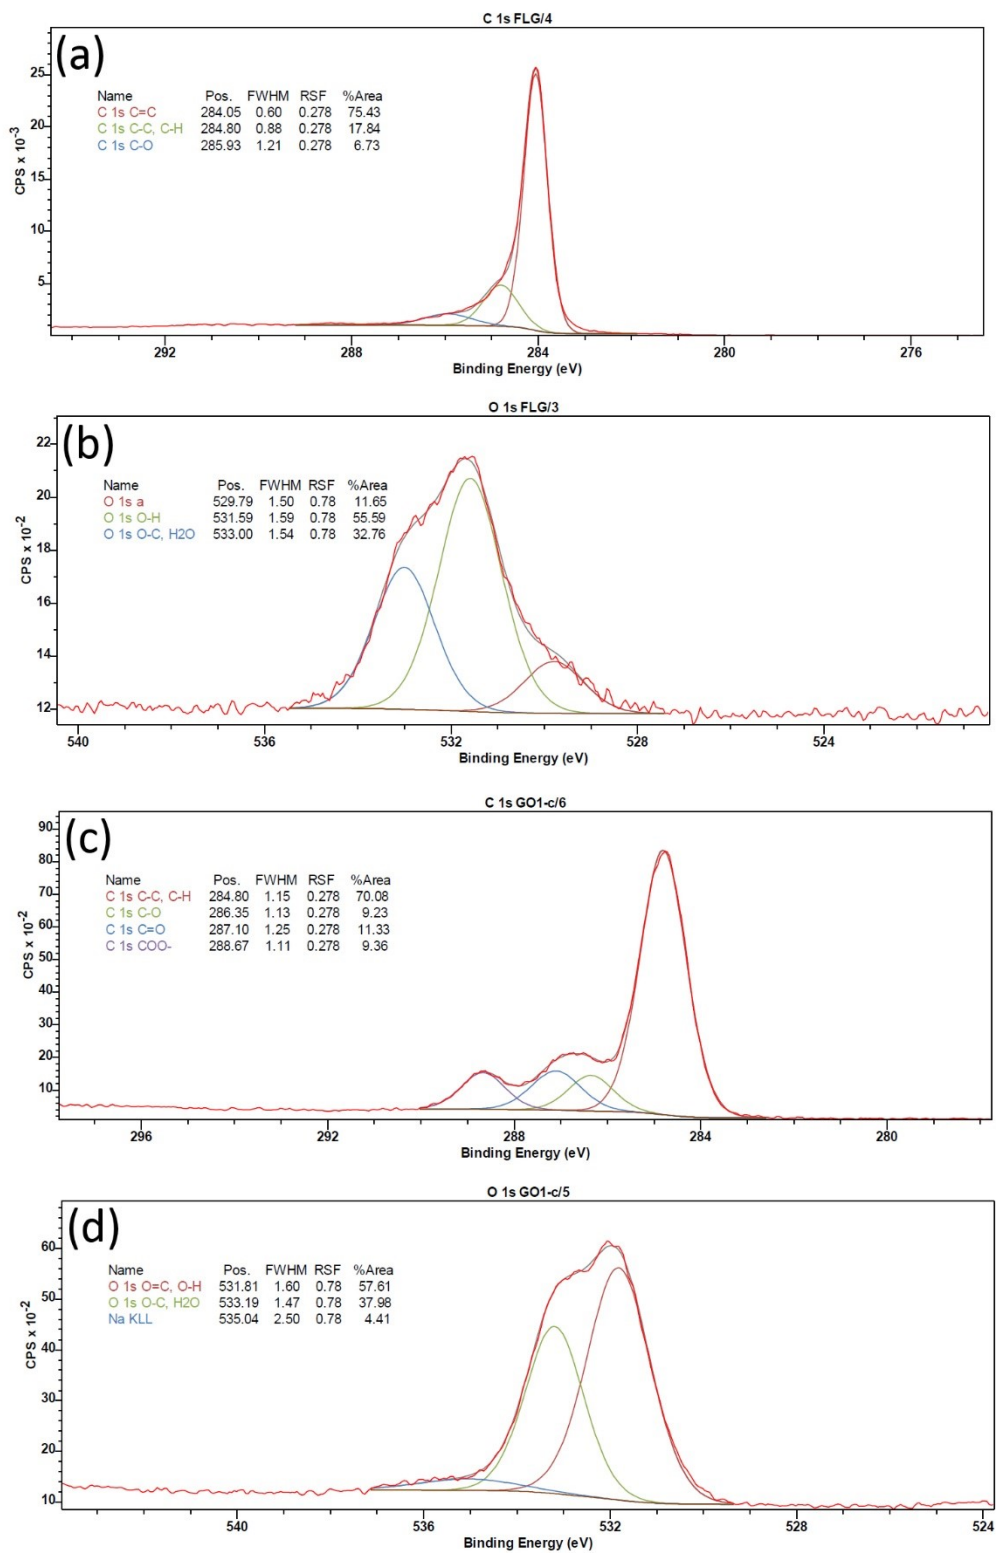 C 1s FLG/4
(a)
Name Pos. FWHM RSF %Area
C 1s C=C 284.05 0.60 0.278 75.43
C 1s C-C, C-H 284.80 0.88 0.278 17.84
C 1s C-O 285.93 1.21 0.278 6.73
25
20
15
10
5
CPS x 10-3
292 288 284 280 276
Binding Energy (eV)
O 1s FLG/3
(b)
Name Pos. FWHM RSF %Area
O 1s a 529.79 1.50 0.78 11.65
O 1s O-H 531.59 1.59 0.78 55.59
O 1s O-C, H2O 533.00 1.54 0.78 32.76
22
20
18
16
14
12
CPS x 10-2
540 536 532 528 524
Binding Energy (eV)
C 1s GO1-c/6
(c)
Name Pos. FWHM RSF %Area
C 1s C-C, C-H 284.80 1.15 0.278 70.08
C 1s C-O 286.35 1.13 0.278 9.23
C 1s C=O 287.10 1.25 0.278 11.33
C 1s COO- 288.67 1.11 0.278 9.36
90
80
70
60
50
40
30
20
10
CPS x 10-2
296 292 288 284 280
Binding Energy (eV)
O 1s GO1-c/5
(d)
Name Pos. FWHM RSF %Area
O 1s O=C, O-H 531.81 1.60 0.78 57.61
O 1s O-C, H2O 533.19 1.47 0.78 37.98
Na KLL 535.04 2.50 0.78 4.41
60
50
40
30
20
10
CPS x 10-2
540 536 532 528 524
Binding Energy (eV)